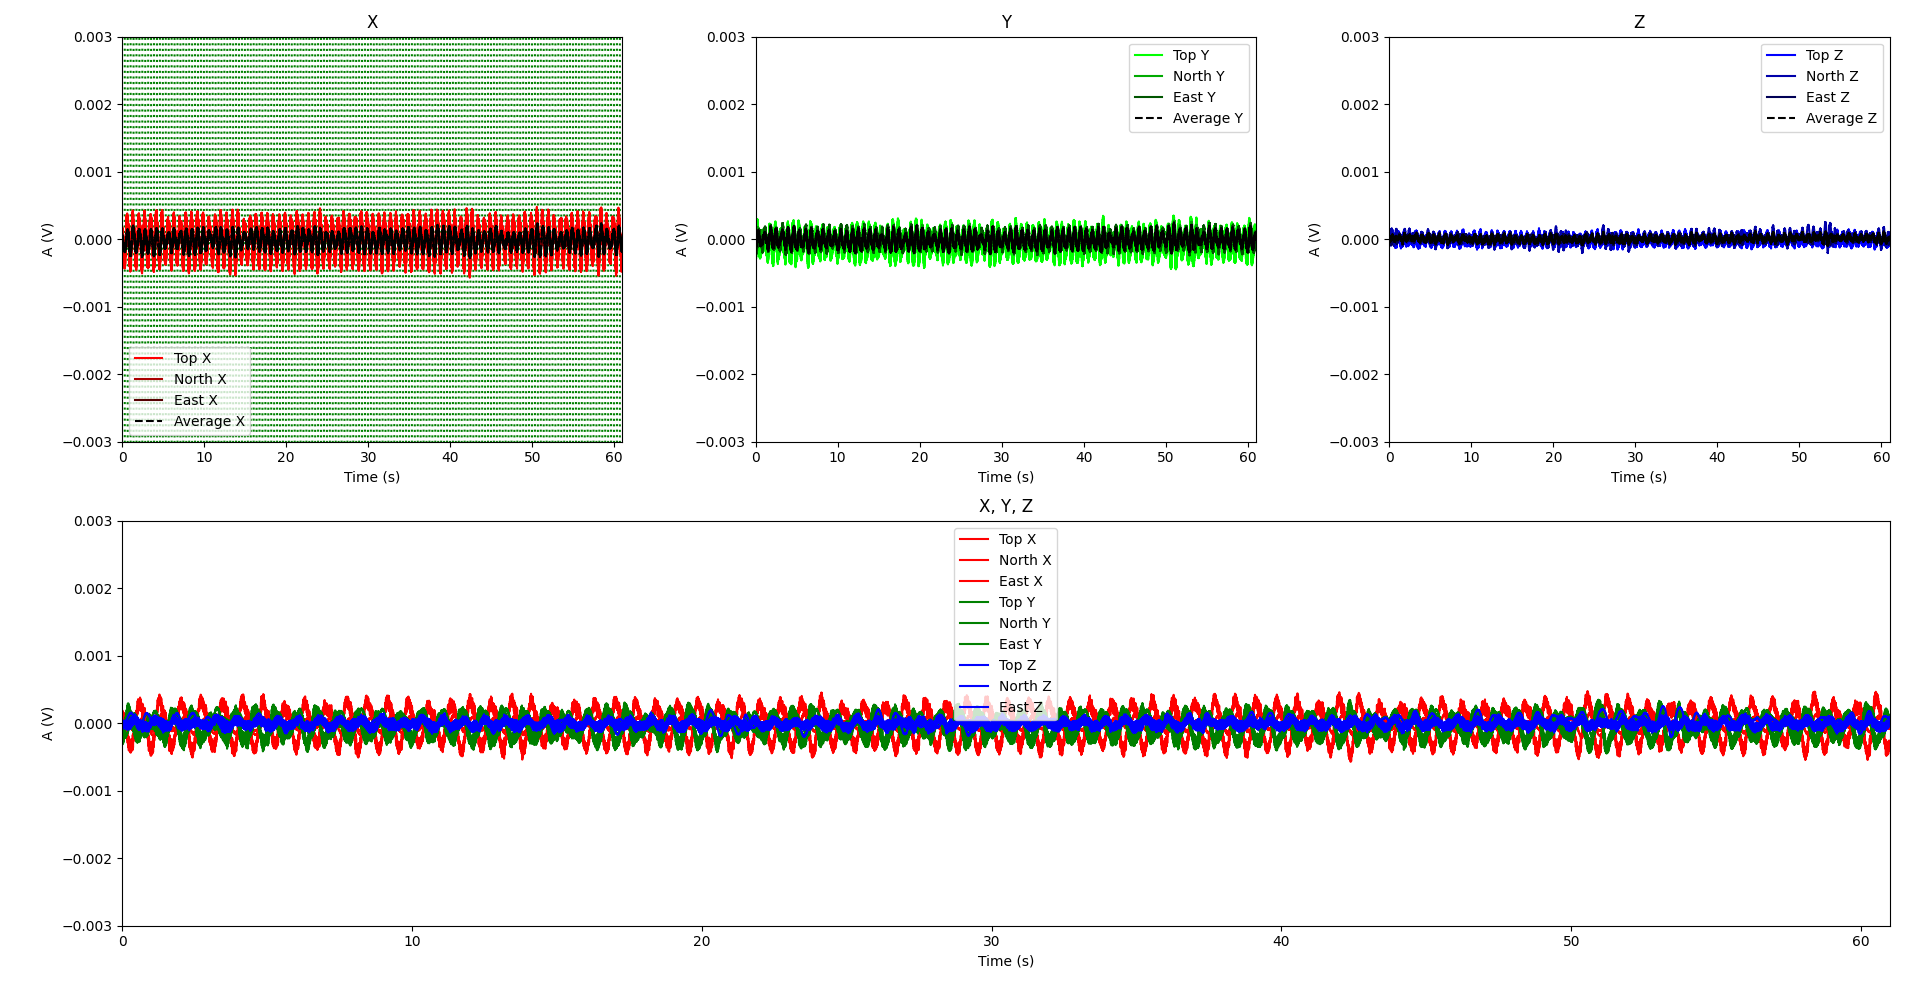 X
0.003
0.002
0.001
0.000
−0.001
−0.002
−0.003
A (V)
Top X
North X
East X
Average X
0 10 20 30 40 50 60
Time (s)
Y
0.003
0.002
0.001
0.000
−0.001
−0.002
−0.003
A (V)
Top Y
North Y
East Y
Average Y
0 10 20 30 40 50 60
Time (s)
Z
0.003
0.002
0.001
0.000
−0.001
−0.002
−0.003
A (V)
Top Z
North Z
East Z
Average Z
0 10 20 30 40 50 60
Time (s)
X, Y, Z
0.003
0.002
0.001
0.000
−0.001
−0.002
−0.003
A (V)
Top X
North X
East X
Top Y
North Y
East Y
Top Z
North Z
East Z
0 10 20 30 40 50 60
Time (s)